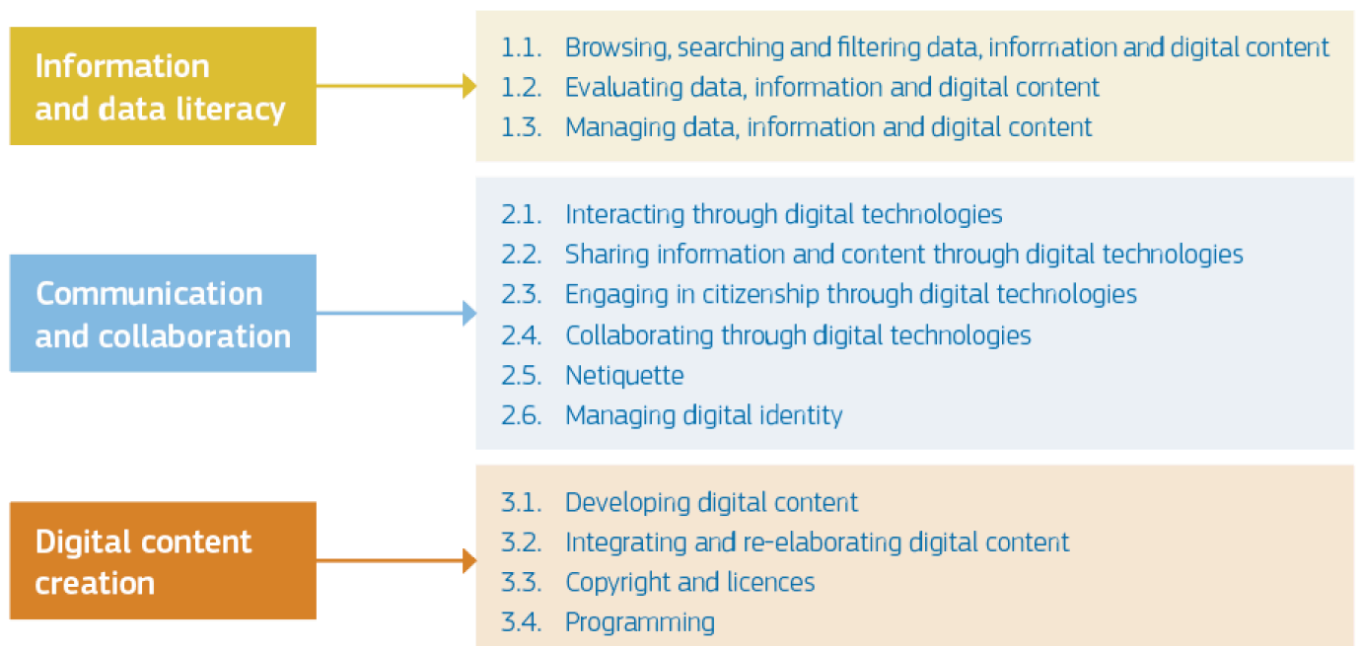 Information
and data literacy
1.1. Browsing, searching and filtering data, information and digital content
1.2. Evaluating data, information and digital content
1.3. Managing data, information and digital content
Communication
and collaboration
2.1. Interacting through digital technologies
2.2. Sharing information and content through digital technologies
2.3. Engaging in citizenship through digital technologies
2.4. Collaborating through digital technologies
2.5. Netiquette
2.6. Managing digital identity
Digital content
creation
3.1. Developing digital content
3.2. Integrating and re-elaborating digital content
3.3. Copyright and licences
3.4. Programming